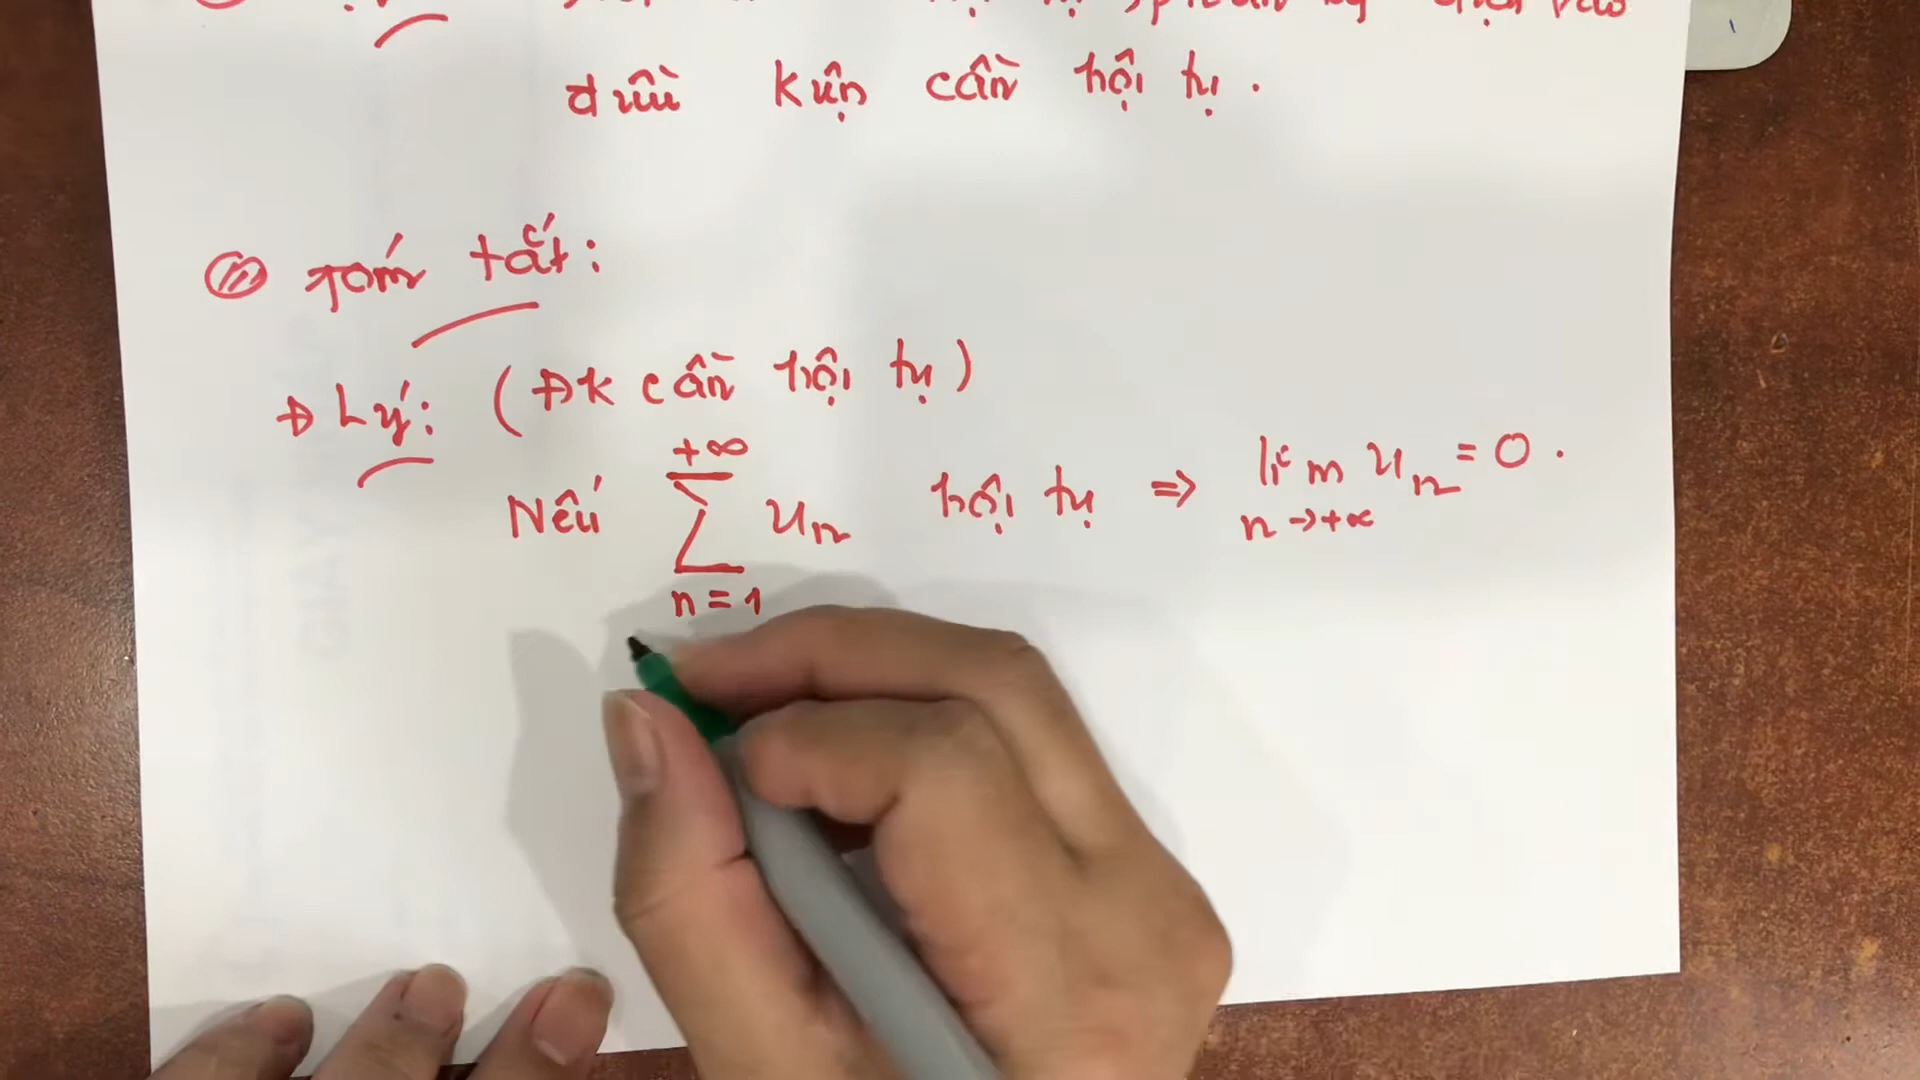 điều kiện cần hội tụ.
Tóm tắt:
Đ Lý: (ĐK cần hội tụ)
Nếu \sum_{n=1}^{+∞} u_n hội tụ ⇒ lim_{n→+∞} u_n = 0.